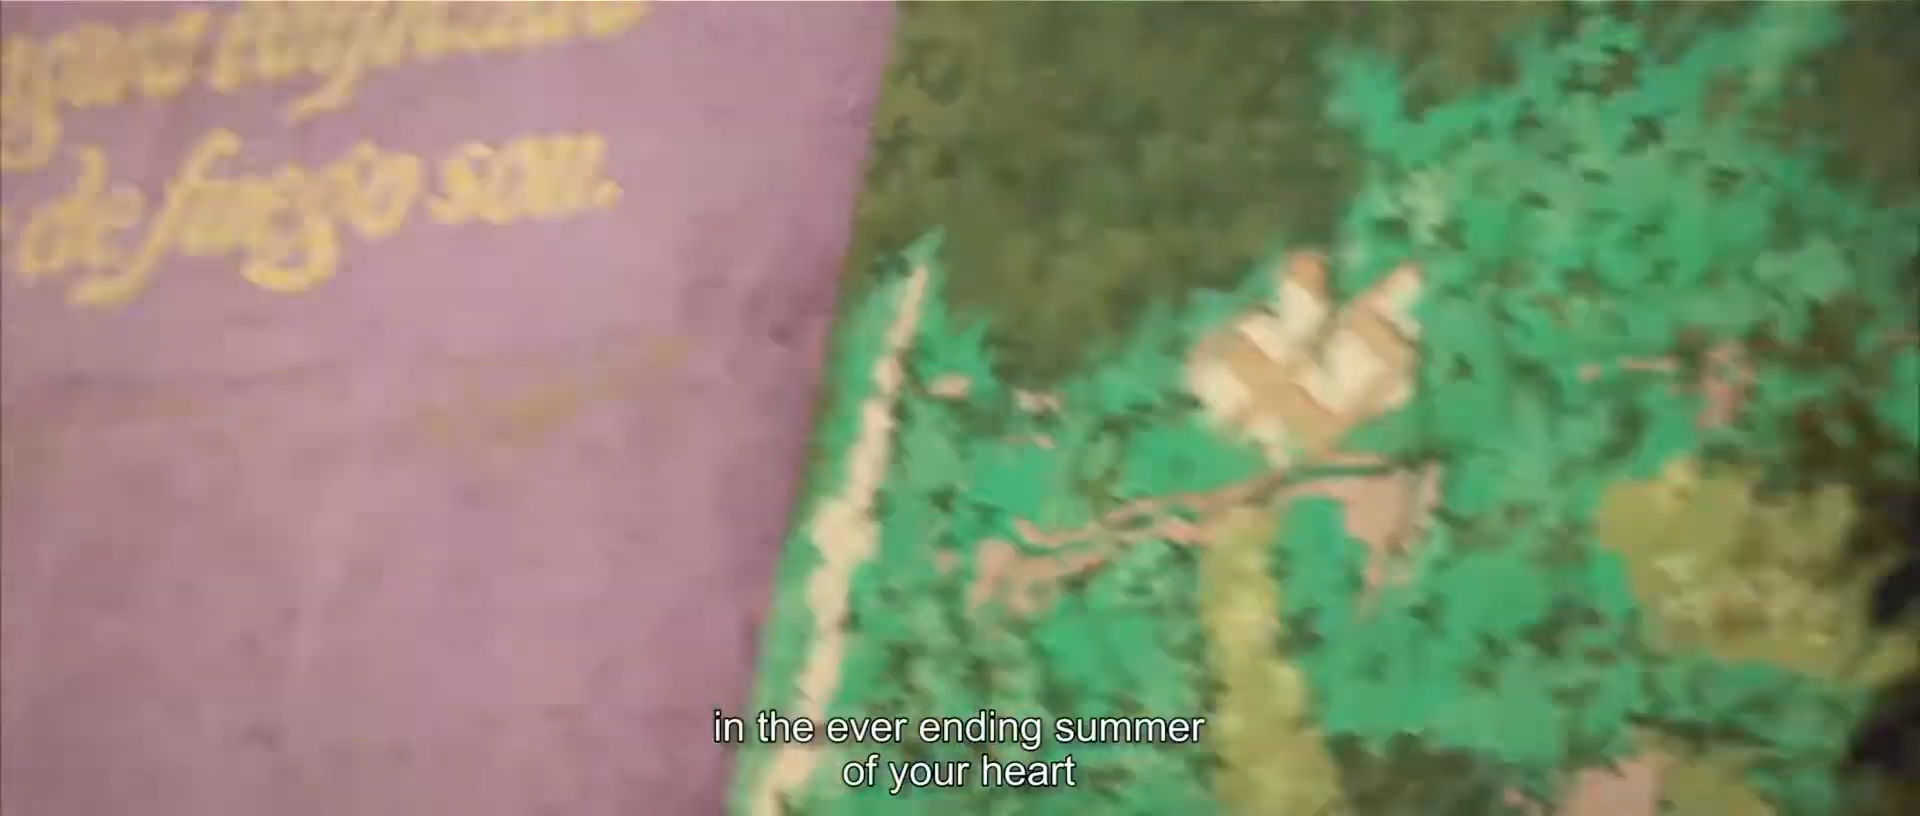 de fuego son.
in the ever ending summer
of your heart